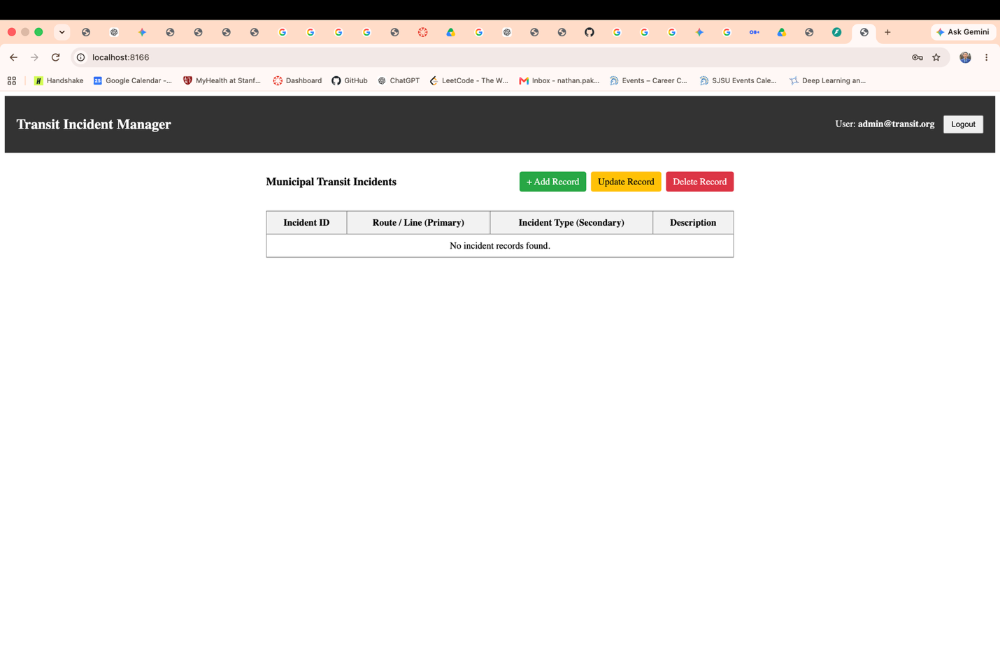 Ask Gemini
localhost:8166
Handshake
25 Google Calendar -...
MyHealth at Stanf...
Dashboard
GitHub
ChatGPT
LeetCode - The W...
Inbox - nathan.pak...
Events – Career C...
SJSU Events Cale...
Deep Learning an...
Transit Incident Manager
User: admin@transit.org
Logout
Municipal Transit Incidents
+ Add Record
Update Record
Delete Record
Incident ID
Route / Line (Primary)
Incident Type (Secondary)
Description
No incident records found.